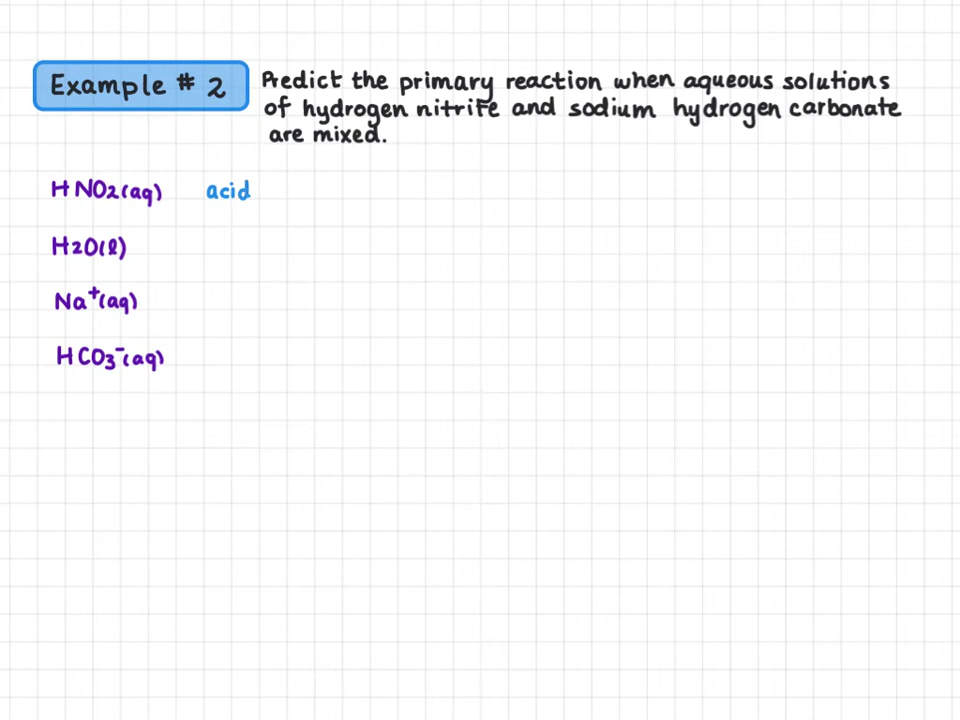 Example # 2
Predict the primary reaction when aqueous solutions
of hydrogen nitrite and sodium hydrogen carbonate
are mixed.
HNO2(aq) acid
H2O(l)
Na+(aq)
HCO3-(aq)